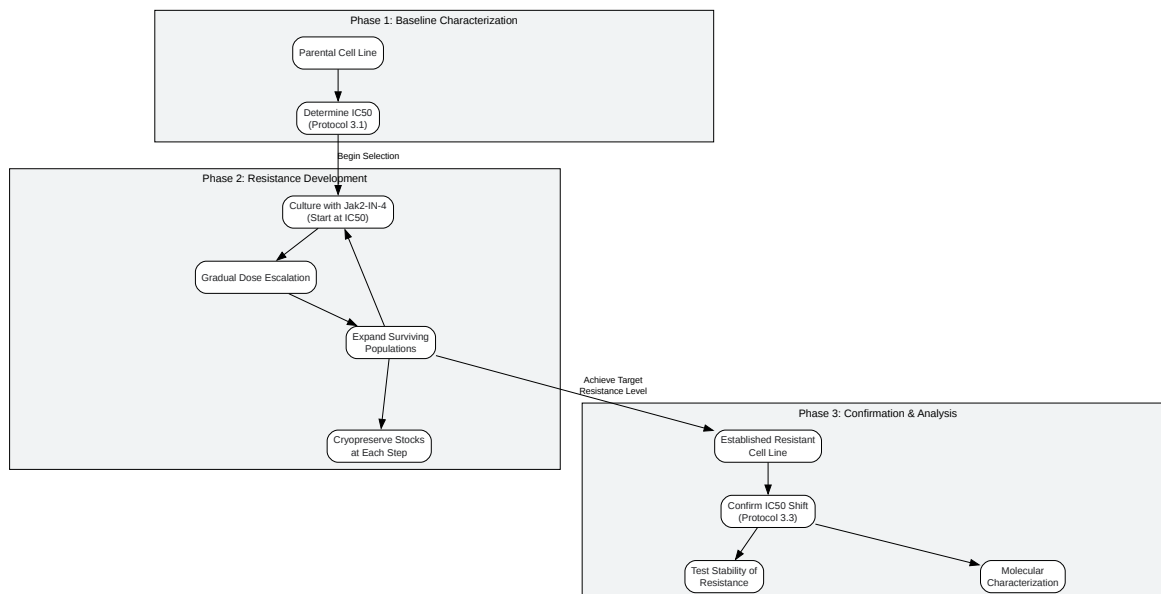 Phase 1: Baseline Characterization
Parental Cell Line
Determine IC50
(Protocol 3.1)
Begin Selection
Phase 2: Resistance Development
Culture with Jak2-IN-4
(Start at IC50)
Gradual Dose Escalation
Expand Surviving
Populations
Cryopreserve Stocks
at Each Step
Achieve Target
Resistance Level
Phase 3: Confirmation & Analysis
Established Resistant
Cell Line
Confirm IC50 Shift
(Protocol 3.3)
Test Stability of
Resistance
Molecular
Characterization